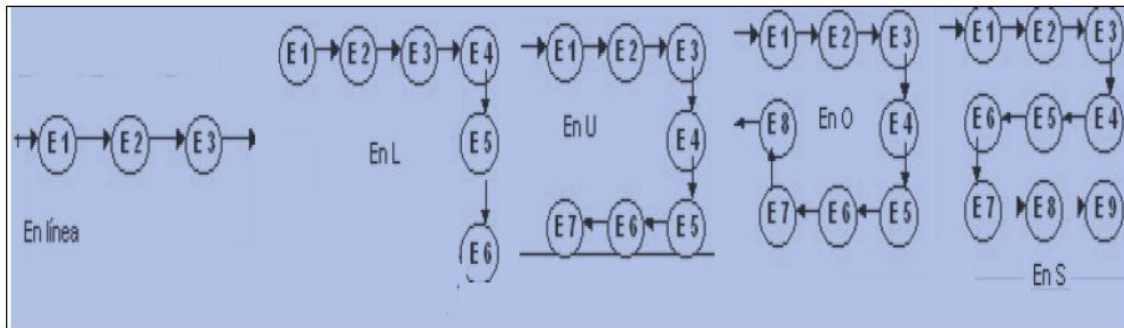 E1 E2 E3
En línea
E1 E2 E3 E4
E5
En L
E6
E1 E2 E3
En U
E4
E7 E6 E5
E1 E2 E3
E8 En O E4
E7 E6 E5
E1 E2 E3
E6 E5 E4
E7 E8 E9
En S